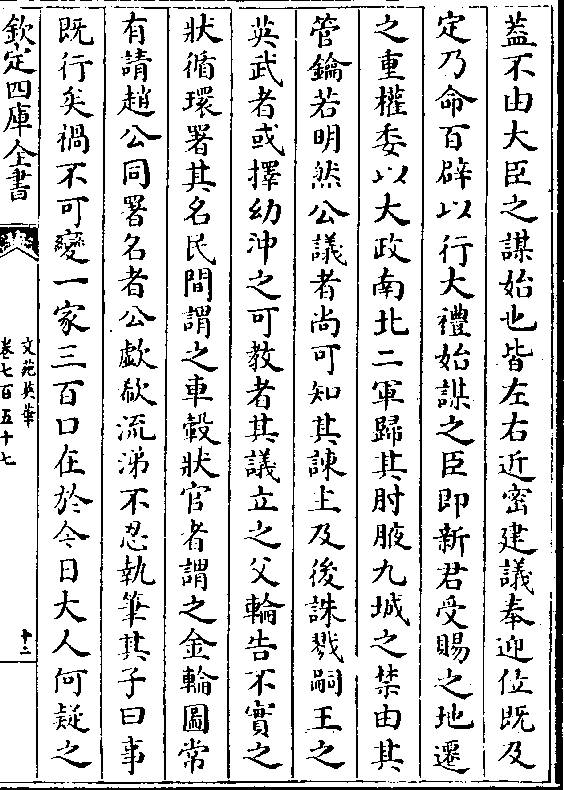 蓋不由大臣之謀始也皆左右近密建議奉迎位既及
定乃命百辟以行大禮始謀之臣即新君受賜之地遷
之重權委以大政南北二軍歸其肘腋九城之禁由其
管鑰若明然公議者尚可知其諫上及後誅戮嗣王之
英武者或擇幼沖之可教者其議立之父輪告不實之
狀循環署其名民間謂之車轂狀官者謂之金輪圖常
有請趙公同署名者公歔欷流涕不忍執筆其子曰事
既行矣禍不可變一家三百口在於今日大人何疑之
欽定四庫全書
文苑英華
卷七百五十七
十二